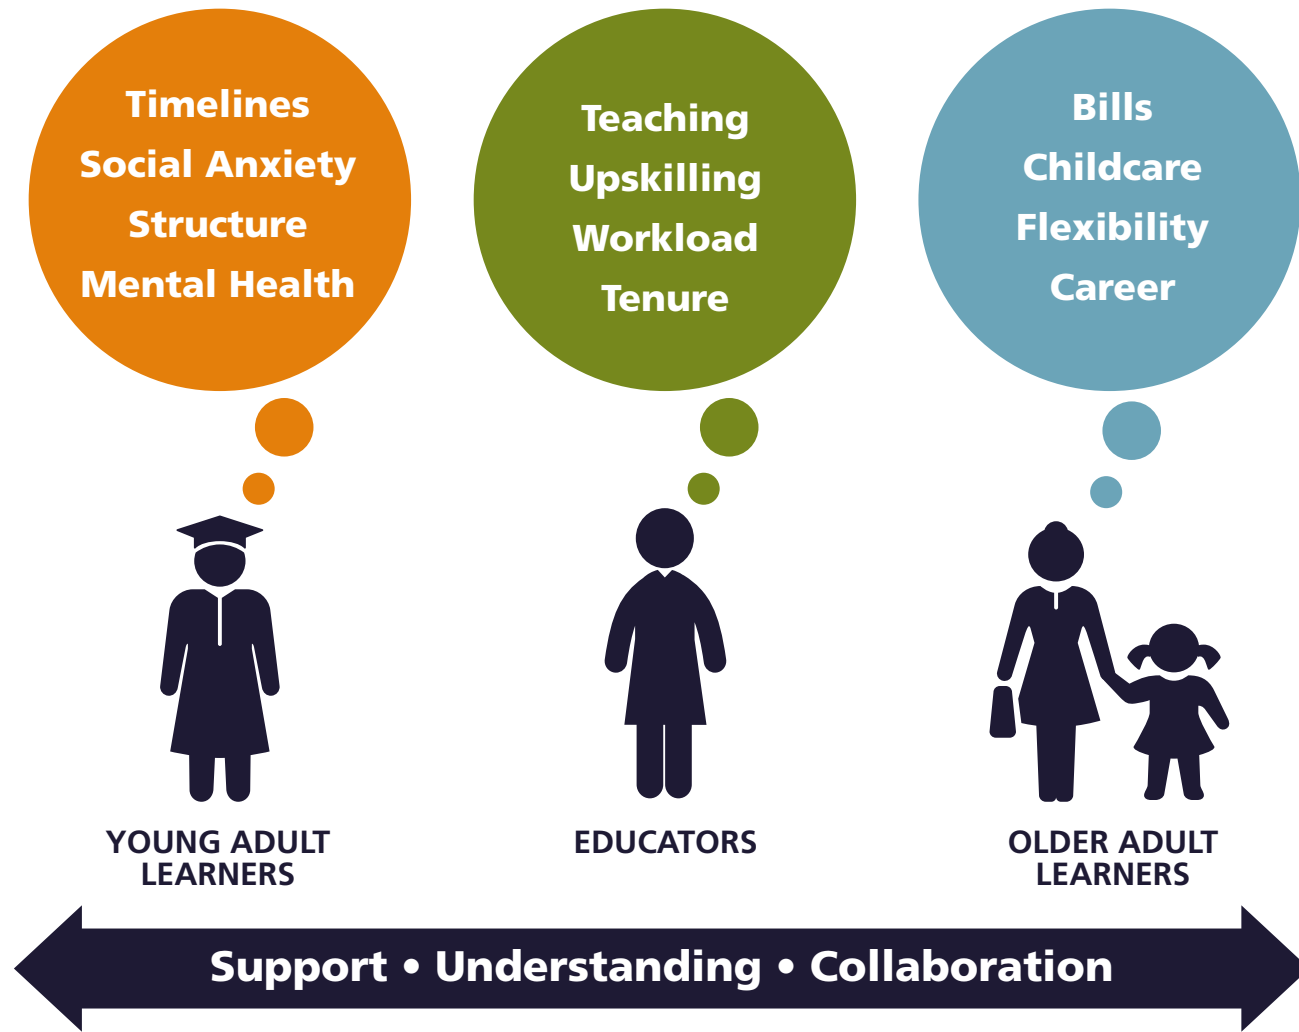 Timelines
Social Anxiety
Structure
Mental Health
Teaching
Upskilling
Workload
Tenure
Bills
Childcare
Flexibility
Career
YOUNG ADULT
LEARNERS
EDUCATORS
OLDER ADULT
LEARNERS
Support • Understanding • Collaboration